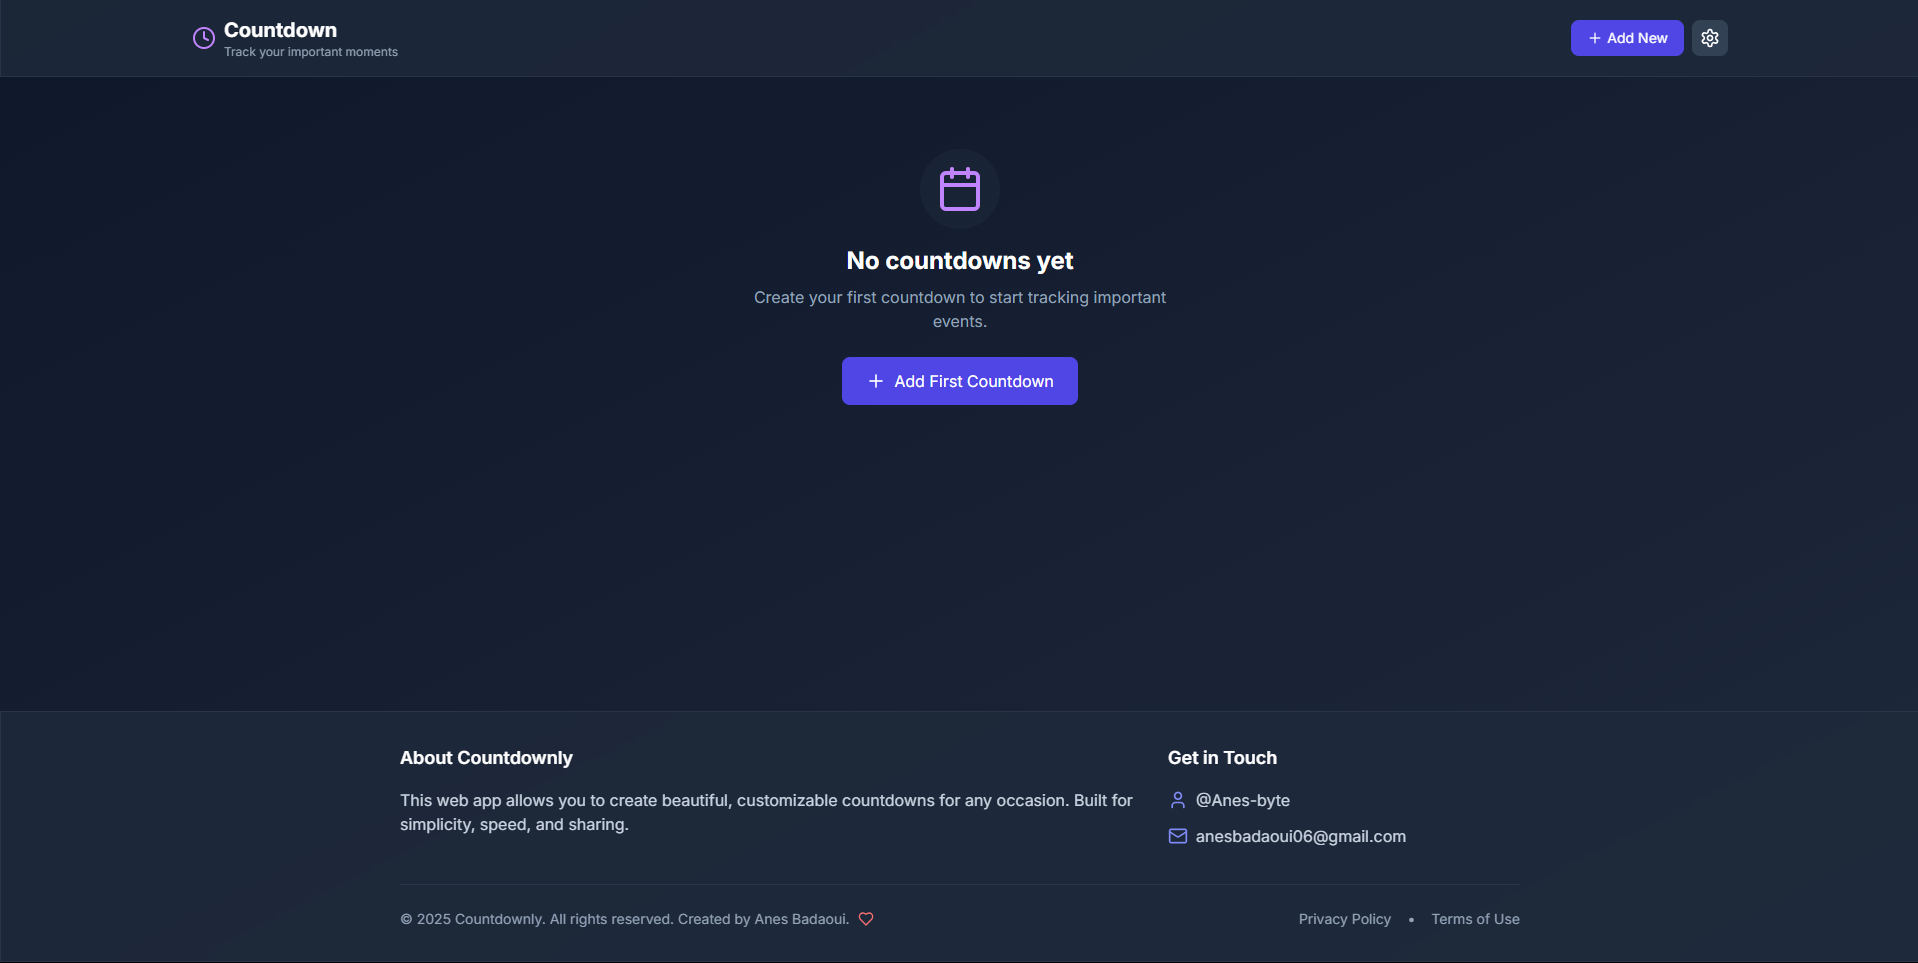 Countdown
Track your important moments
Add New
No countdowns yet
Create your first countdown to start tracking important
events.
Add First Countdown
About Countdownly
This web app allows you to create beautiful, customizable countdowns for any occasion. Built for
simplicity, speed, and sharing.
Get in Touch
@Anes-byte
anesbadaoui06@gmail.com
© 2025 Countdownly. All rights reserved. Created by Anes Badaoui.
Privacy Policy • Terms of Use